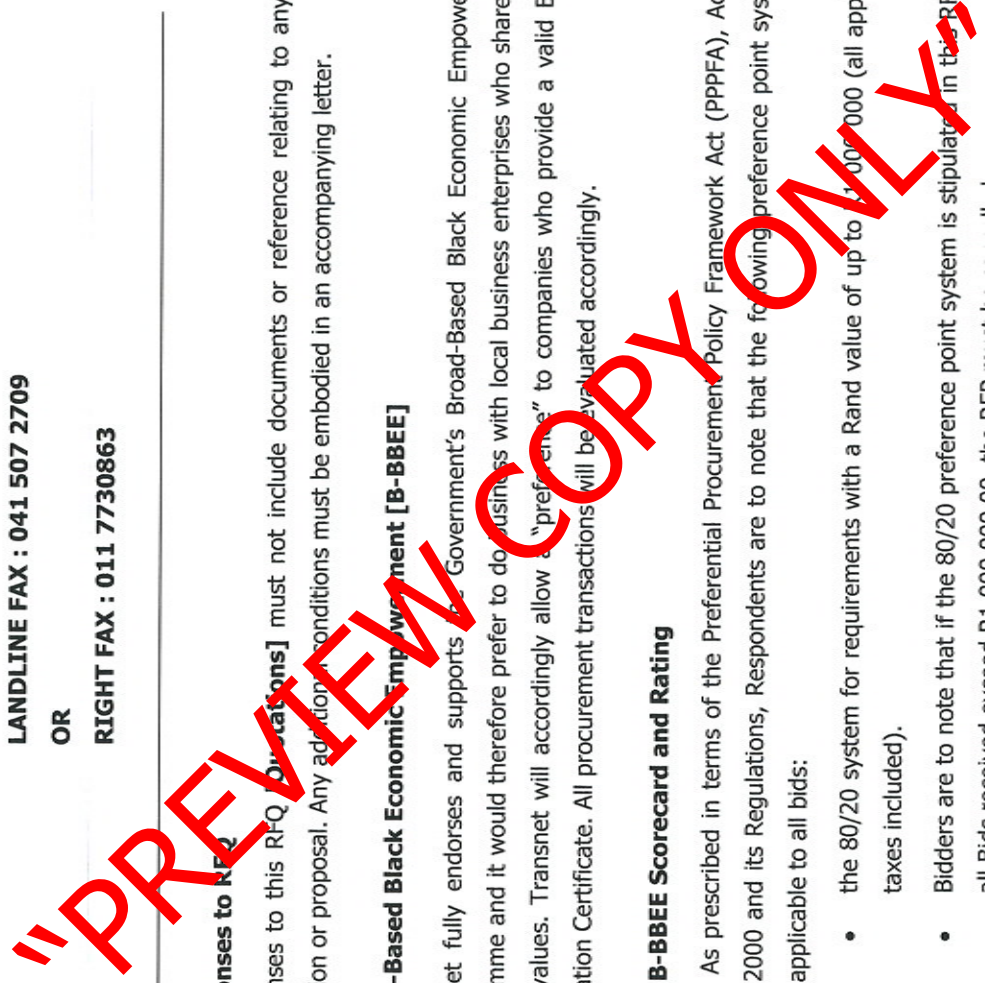 LANDLINE FAX : 041 507 2709
OR
RIGHT FAX : 011 7730863
onses to RFQ
nses to this RFQ [Quotations] must not include documents or reference relating to any
on or proposal. Any additional conditions must be embodied in an accompanying letter.
-Based Black Economic Empowerment [B-BBEE]
et fully endorses and supports the Government's Broad-Based Black Economic Empowe
mme and it would therefore prefer to do business with local business enterprises who share
values. Transnet will accordingly allow a "preference" to companies who provide a valid B
ation Certificate. All procurement transactions will be evaluated accordingly.
B-BBEE Scorecard and Rating
As prescribed in terms of the Preferential Procurement Policy Framework Act (PPPFA), Ac
2000 and its Regulations, Respondents are to note that the following preference point sys
applicable to all bids:
• the 80/20 system for requirements with a Rand value of up to R1 000 000 (all app
taxes included).
• Bidders are to note that if the 80/20 preference point system is stipulated in this RF
"PREVIEW COPY ONLY"